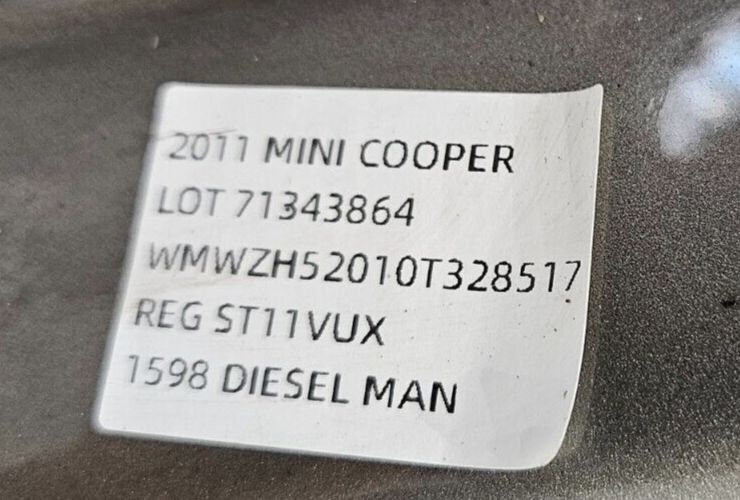 2011 MINI COOPER
LOT 71343864
WMWZH52010T328517
REG ST11VUX
1598 DIESEL MAN